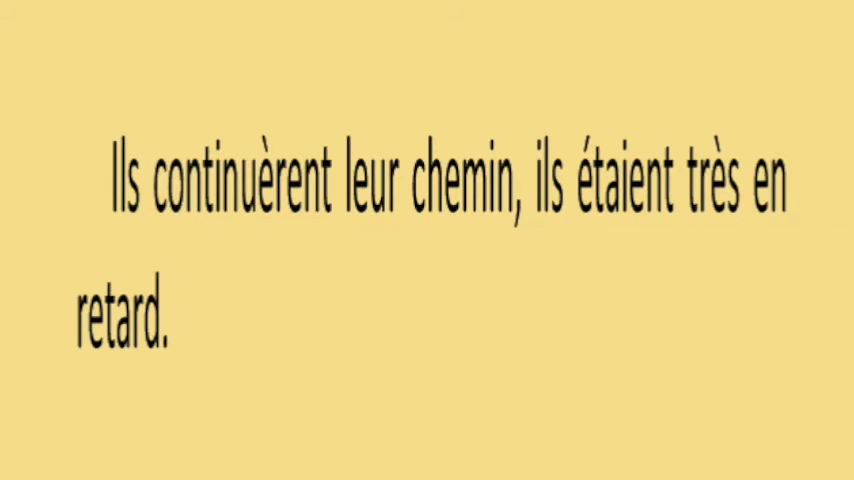 Ils continuèrent leur chemin, ils étaient très en
retard.